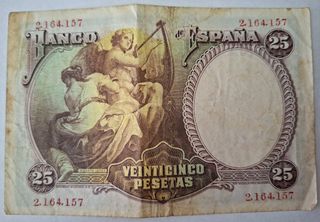 2.164.157 2.164.157
BANCO DE ESPAÑA
25 25
25 VEINTICINCO 25
PESETAS
2.164.157 2.164.157